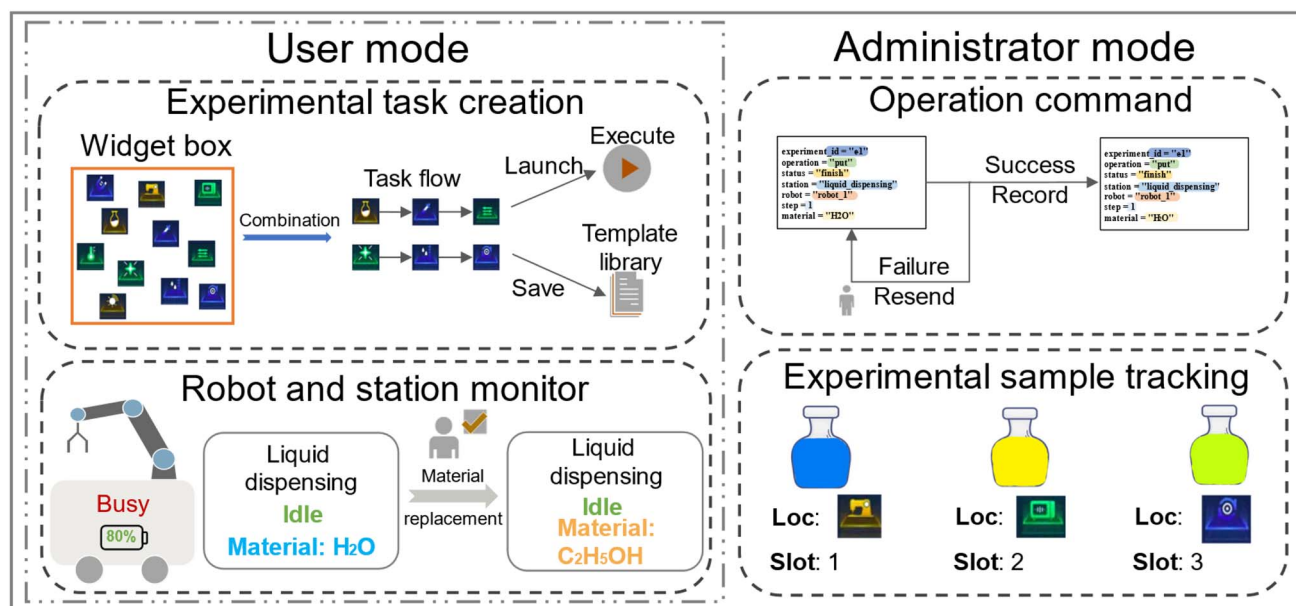 User mode
Experimental task creation
Widget box
Combination
Task flow
Launch
Execute
Save
Template
library
Robot and station monitor
Busy
80%
Liquid
dispensing
Idle
Material: H₂O
Material
replacement
Liquid
dispensing
Idle
Material:
C₂H₅OH
Administrator mode
Operation command
experiment_id = "e1"
operation = "put"
status = "finish"
station = "liquid_dispensing"
robot = "robot_1"
step = 1
material = "H2O"
Success
Record
Failure
Resend
experiment_id = "e1"
operation = "put"
status = "finish"
station = "liquid_dispensing"
robot = "robot_1"
step = 1
material = "H2O"
Experimental sample tracking
Loc:
Slot: 1
Loc:
Slot: 2
Loc:
Slot: 3